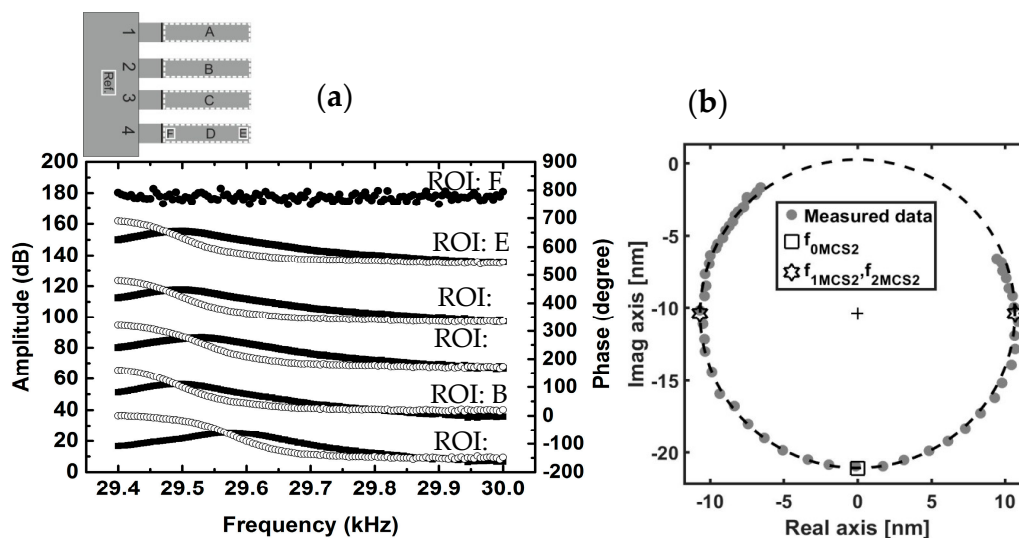 1 A
2 B
Ref.
3 C
4 F D E
(a)
(b)
200
180
160
140
120
100
80
60
40
20
0
Amplitude (dB)
900
800
700
600
500
400
300
200
100
0
-100
-200
Phase (degree)
ROI: F
ROI: E
ROI:
ROI:
ROI: B
ROI:
29.4 29.5 29.6 29.7 29.8 29.9 30.0
Frequency (kHz)
0
-5
-10
-15
-20
Imag axis [nm]
Measured data
f0MCS2
f1MCS2,f2MCS2
-10 -5 0 5 10
Real axis [nm]